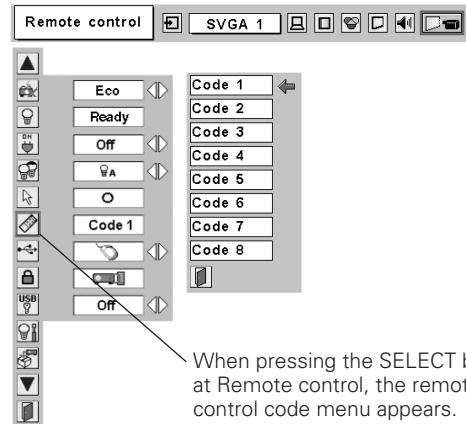 Remote control
SVGA 1
Eco
Ready
ON
Off
A
Code 1
USB
Off
Code 1
Code 2
Code 3
Code 4
Code 5
Code 6
Code 7
Code 8
When pressing the SELECT b
at Remote control, the remot
control code menu appears.